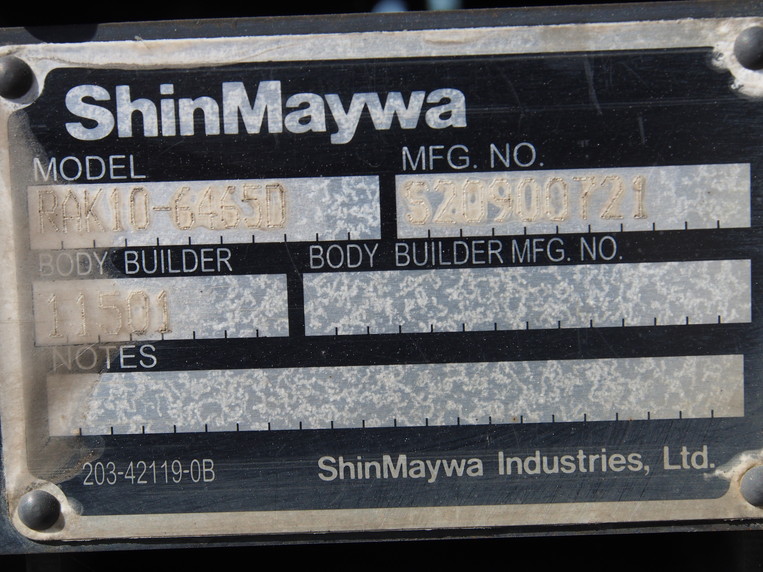 ShinMaywa
MODEL MFG. NO.
RAK10-6465D S20900721
BODY BUILDER BODY BUILDER MFG. NO.
11501
NOTES
203-42119-0B ShinMaywa Industries, Ltd.